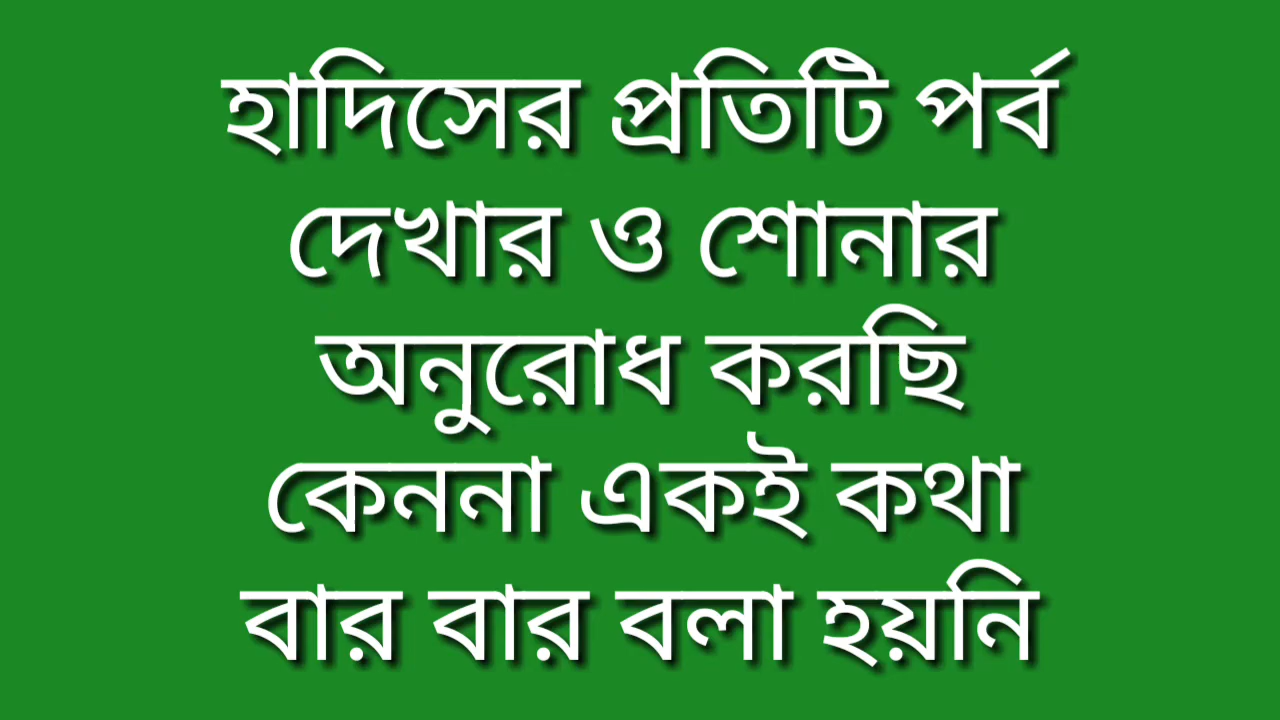 হাদিসের প্রতিটি পর্ব
দেখার ও শোনার
অনুরোধ করছি
কেননা একই কথা
বার বার বলা হয়নি